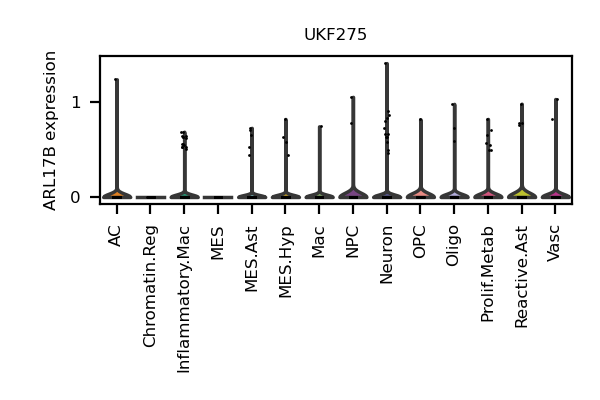 UKF275
ARL17B expression
1
0
AC
Chromatin.Reg
Inflammatory.Mac
MES
MES.Ast
MES.Hyp
Mac
NPC
Neuron
OPC
Oligo
Prolif.Metab
Reactive.Ast
Vasc